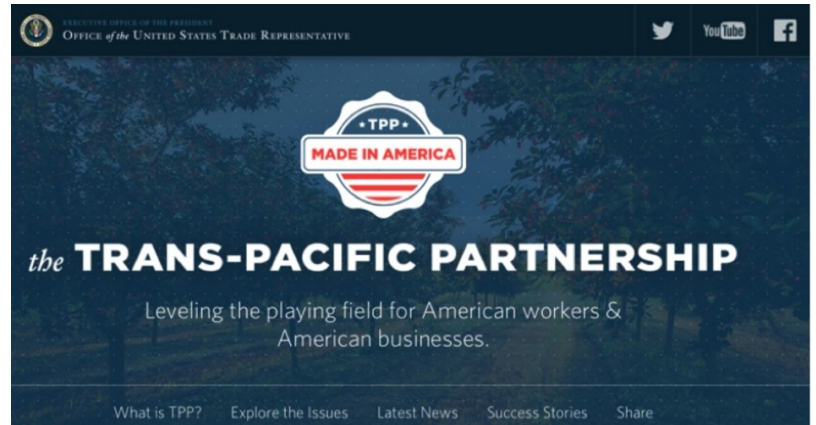 EXECUTIVE OFFICE OF THE PRESIDENT
OFFICE of the UNITED STATES TRADE REPRESENTATIVE
You Tube
f
★ TPP ★
MADE IN AMERICA
the TRANS-PACIFIC PARTNERSHIP
Leveling the playing field for American workers &
American businesses.
What is TPP? Explore the Issues Latest News Success Stories Share